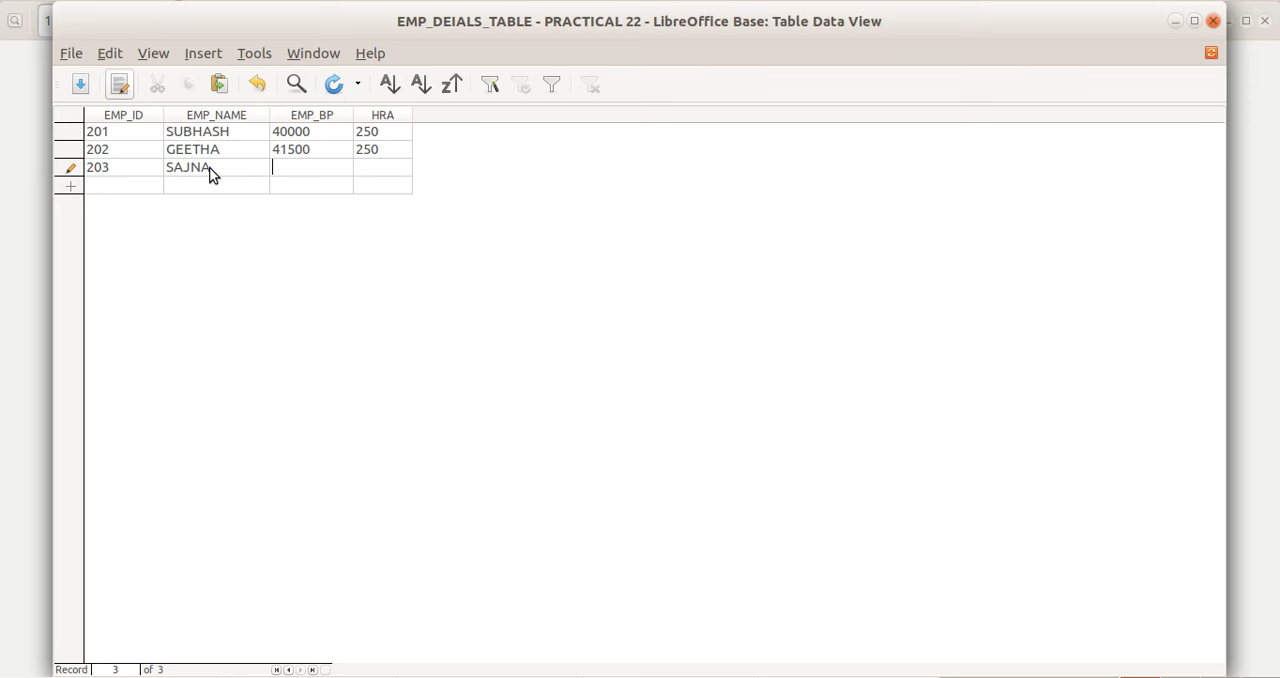 1
EMP_DEIALS_TABLE - PRACTICAL 22 - LibreOffice Base: Table Data View
File Edit View Insert Tools Window Help
EMP_ID EMP_NAME EMP_BP HRA
201 SUBHASH 40000 250
202 GEETHA 41500 250
203 SAJNA
Record 3 of 3